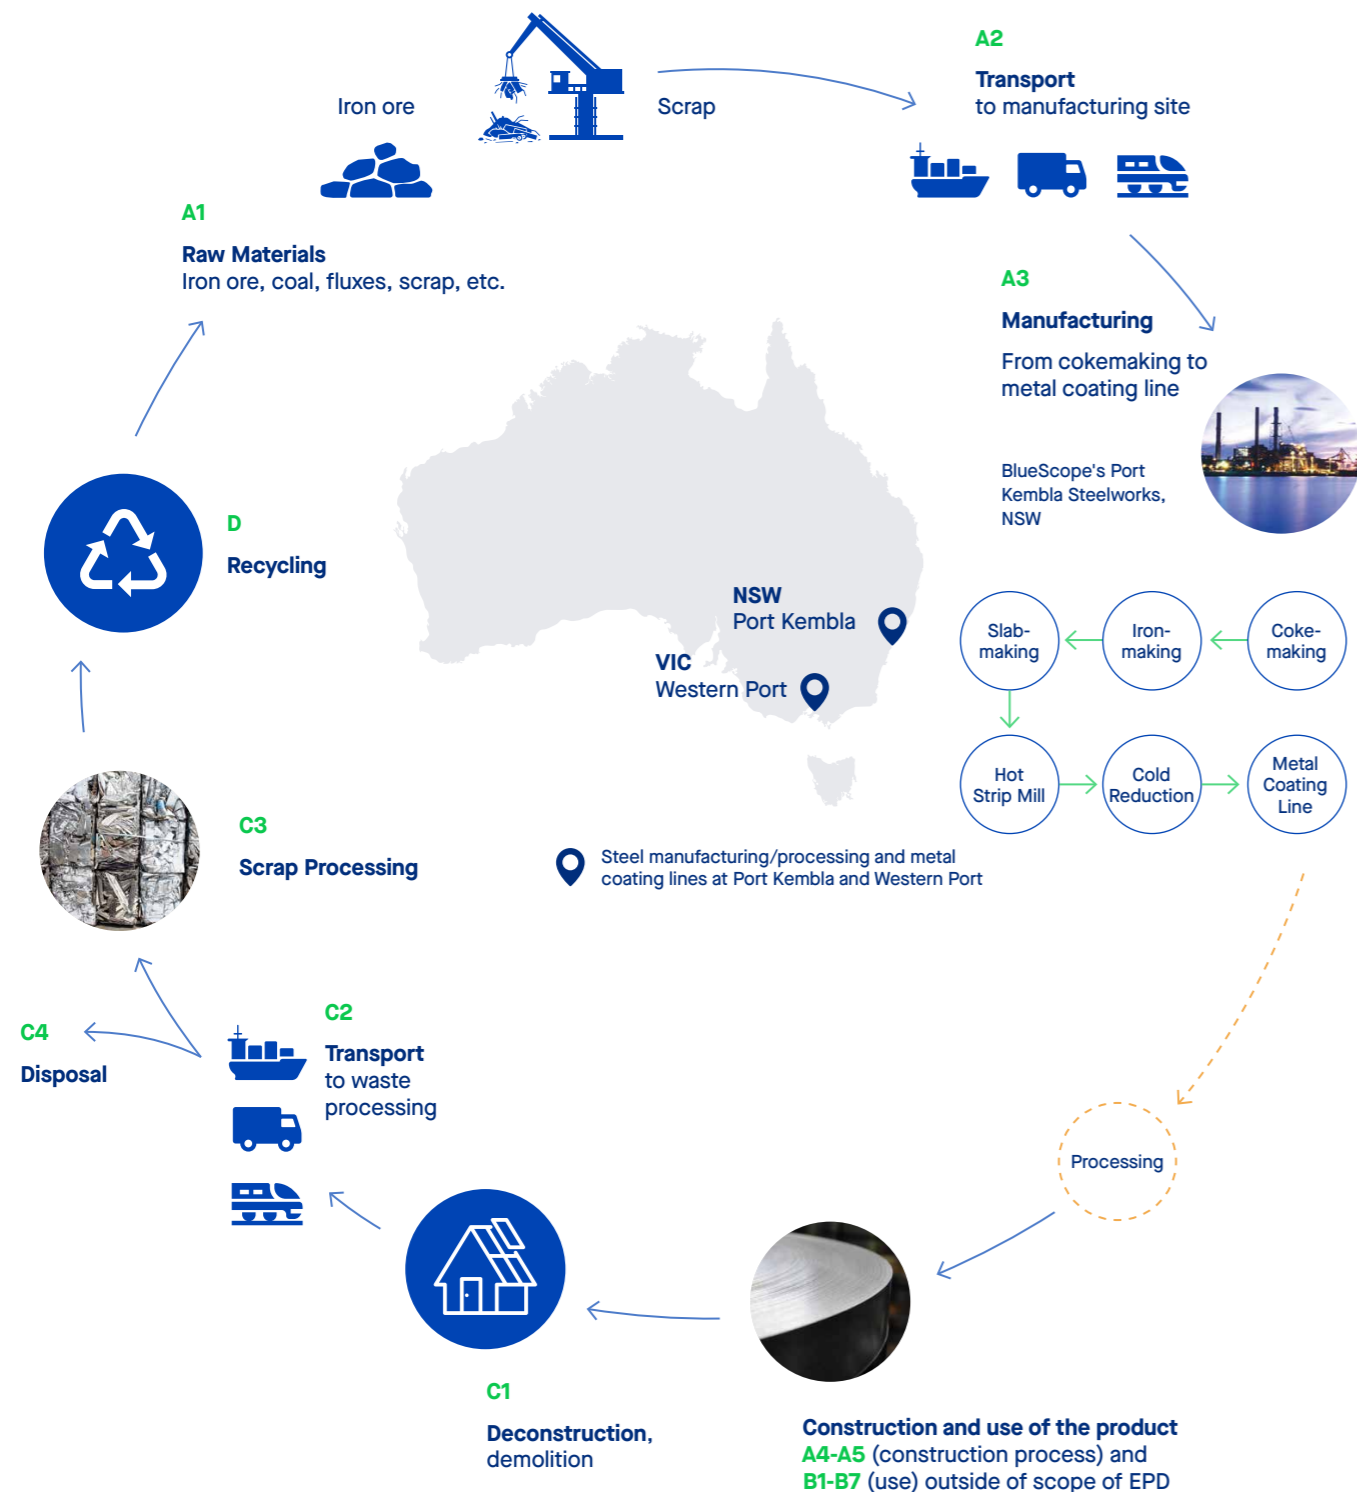 Iron ore
Scrap
A1
Raw Materials
Iron ore, coal, fluxes, scrap, etc.
A2
Transport
to manufacturing site
A3
Manufacturing
From cokemaking to
metal coating line
BlueScope's Port
Kembla Steelworks,
NSW
Coke-
making
Iron-
making
Slab-
making
Hot
Strip Mill
Cold
Reduction
Metal
Coating
Line
NSW
Port Kembla
VIC
Western Port
Steel manufacturing/processing and metal
coating lines at Port Kembla and Western Port
Processing
Construction and use of the product
A4-A5 (construction process) and
B1-B7 (use) outside of scope of EPD
C1
Deconstruction,
demolition
C2
Transport
to waste
processing
C4
Disposal
C3
Scrap Processing
D
Recycling